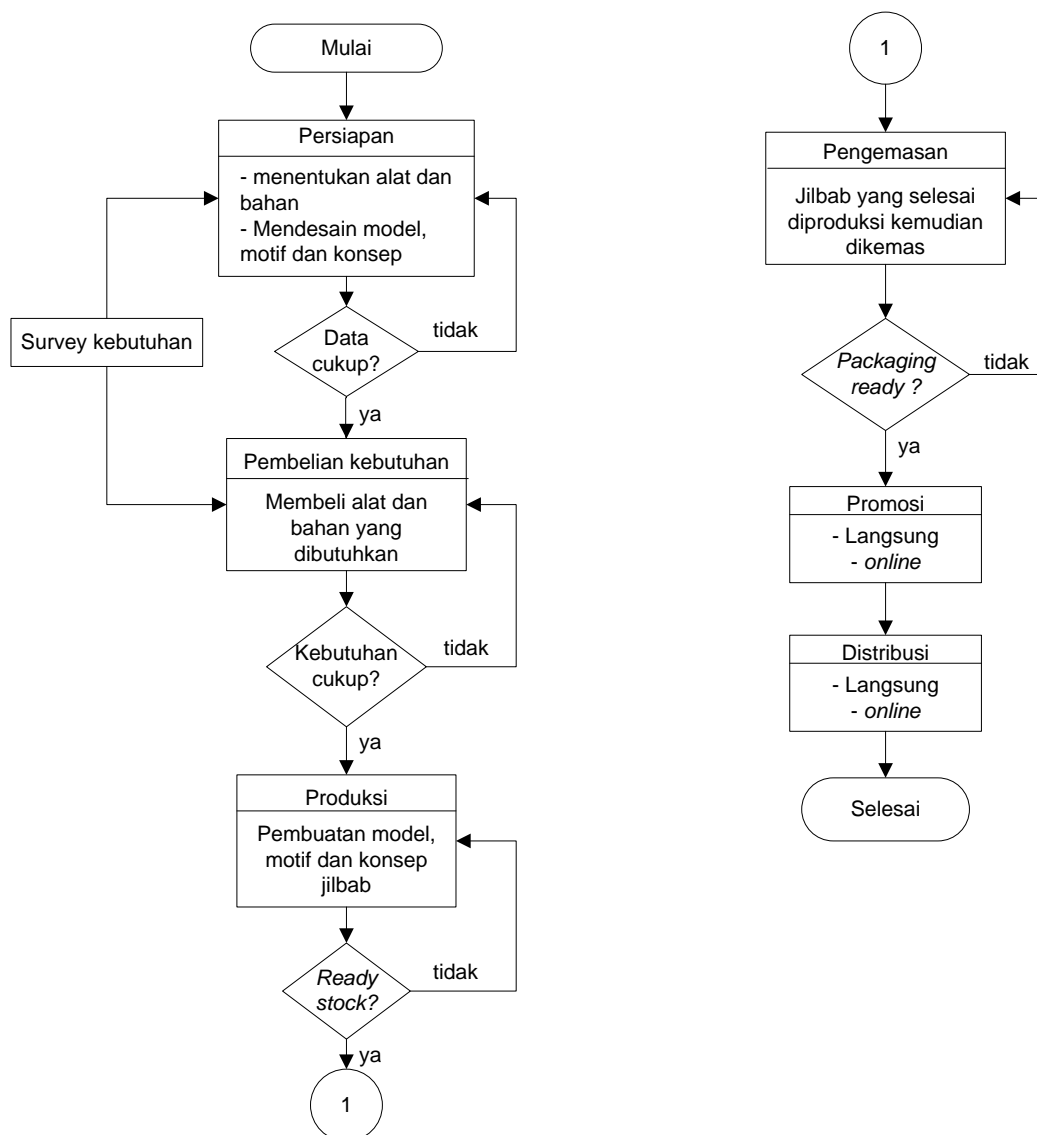 Mulai
Persiapan
- menentukan alat dan
bahan
- Mendesain model,
motif dan konsep
Survey kebutuhan
Data
cukup?
tidak
ya
Pembelian kebutuhan
Membeli alat dan
bahan yang
dibutuhkan
Kebutuhan
cukup?
tidak
ya
Produksi
Pembuatan model,
motif dan konsep
jilbab
Ready
stock?
tidak
ya
1
1
Pengemasan
Jilbab yang selesai
diproduksi kemudian
dikemas
Packaging
ready ?
tidak
ya
Promosi
- Langsung
- online
Distribusi
- Langsung
- online
Selesai